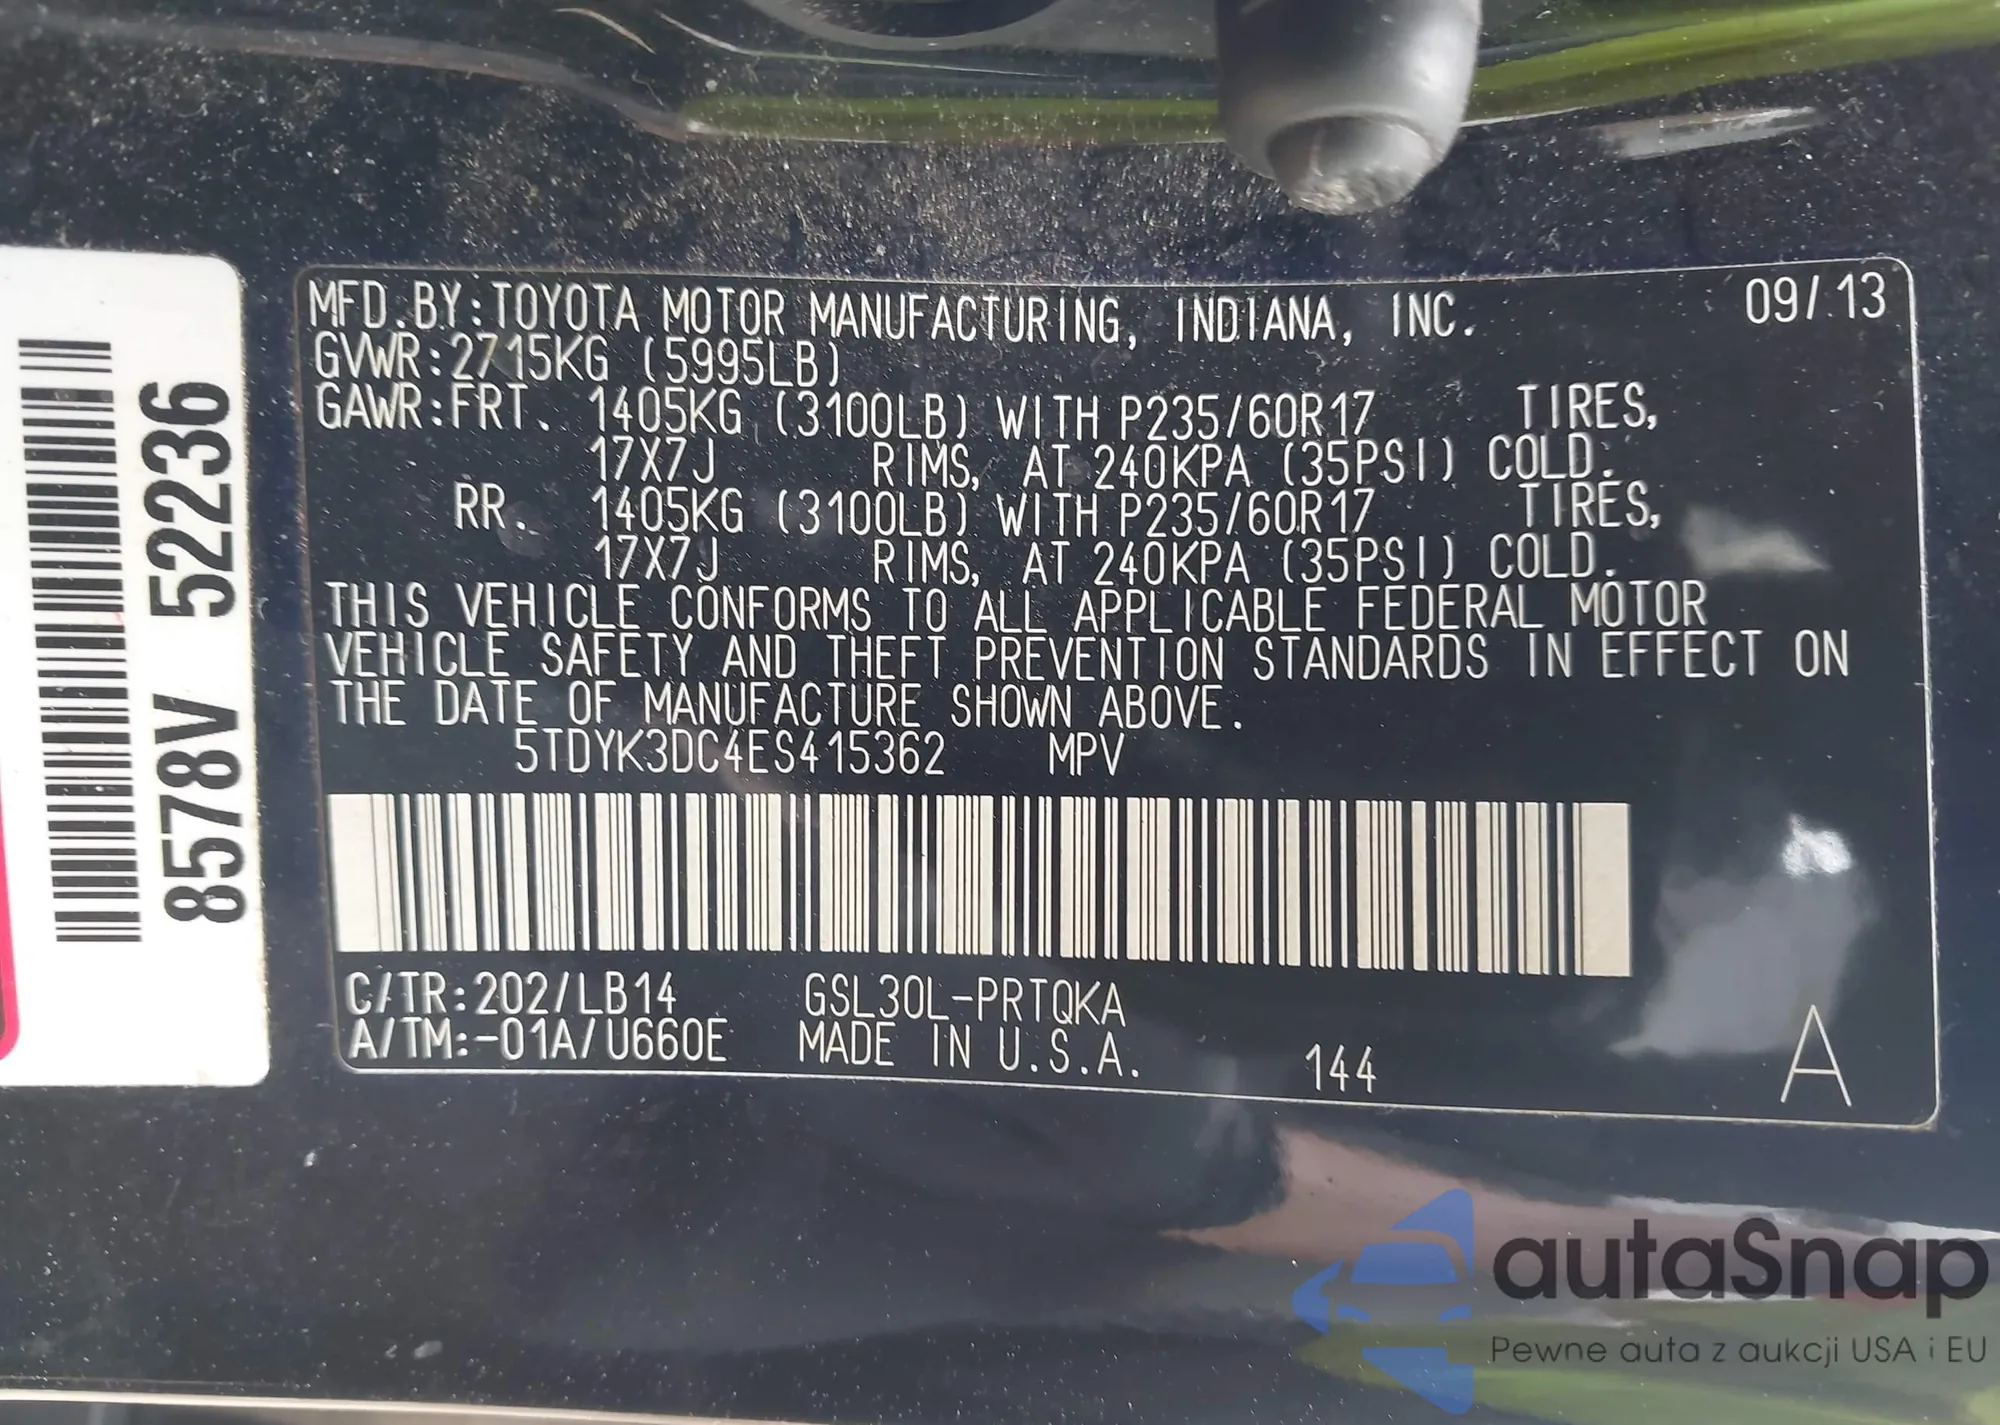 8578V 52236
MFD. BY: TOYOTA MOTOR MANUFACTURING, INDIANA, INC. 09/13
GVWR: 2715KG (5995LB)
GAWR: FRT. 1405KG (3100LB) WITH P235/60R17 TIRES,
17X7J RIMS, AT 240KPA (35PSI) COLD.
RR. 1405KG (3100LB) WITH P235/60R17 TIRES,
17X7J RIMS, AT 240KPA (35PSI) COLD.
THIS VEHICLE CONFORMS TO ALL APPLICABLE FEDERAL MOTOR
VEHICLE SAFETY AND THEFT PREVENTION STANDARDS IN EFFECT ON
THE DATE OF MANUFACTURE SHOWN ABOVE.
5TDYK3DC4ES415362 MPV
C/TR: 202/LB14 GSL30L-PRTQKA
A/TM: -01A/U660E MADE IN U.S.A. 144 A
autaSnap
Pewne auta z aukcji USA i EU